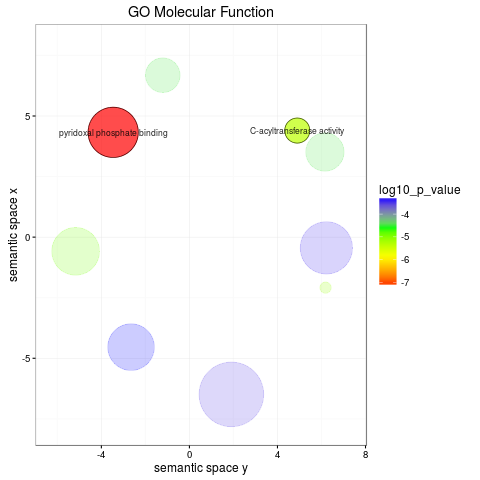 GO Molecular Function
pyridoxal phosphate binding
C-acyltransferase activity
5
0
-5
semantic space x
-4
0
4
8
semantic space y
log10_p_value
-4
-5
-6
-7